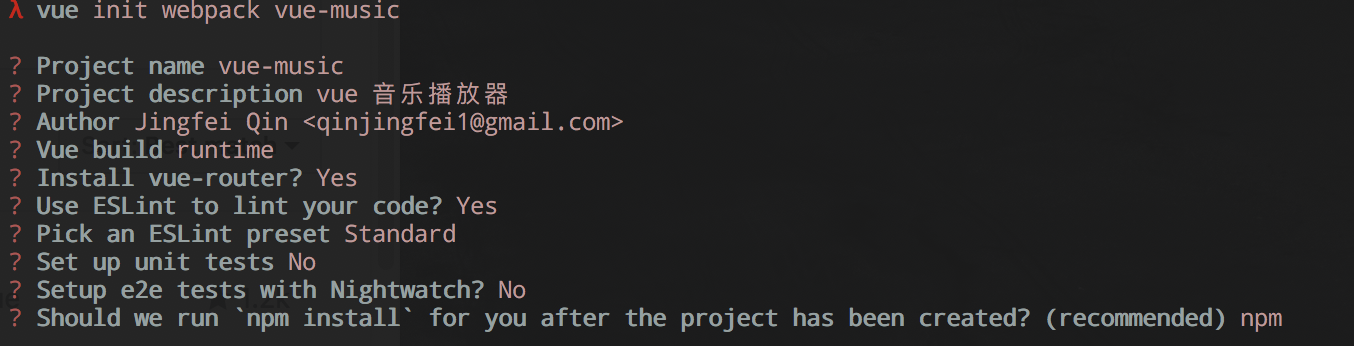 λ vue init webpack vue-music
? Project name vue-music
? Project description vue 音乐播放器
? Author Jingfei Qin <qinjingfei1@gmail.com>
? Vue build runtime
? Install vue-router? Yes
? Use ESLint to lint your code? Yes
? Pick an ESLint preset Standard
? Set up unit tests No
? Setup e2e tests with Nightwatch? No
? Should we run `npm install` for you after the project has been created? (recommended) npm